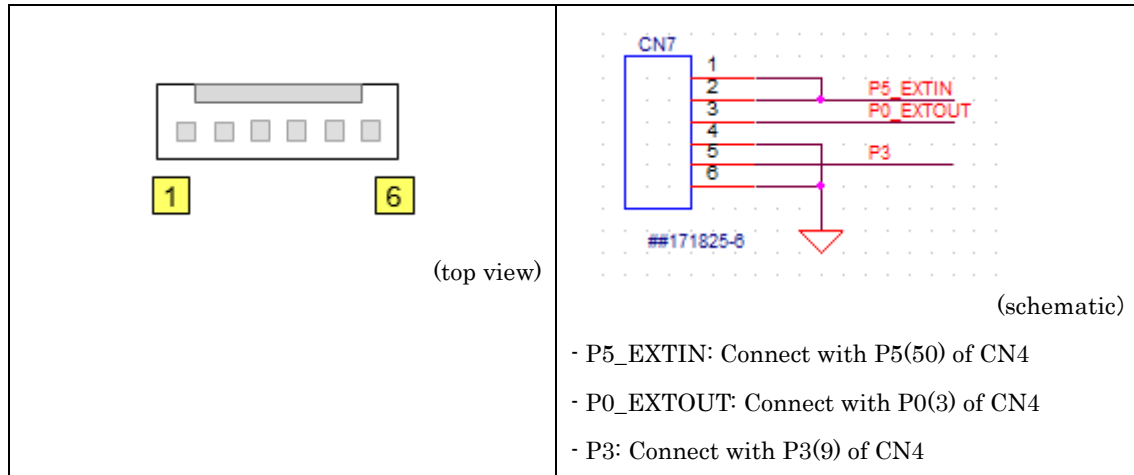 1
6
(top view)
CN7
1
2
3
4
5
6
P5_EXTIN
P0_EXTOUT
P3
##171825-6
(schematic)
- P5_EXTIN: Connect with P5(50) of CN4
- P0_EXTOUT: Connect with P0(3) of CN4
- P3: Connect with P3(9) of CN4